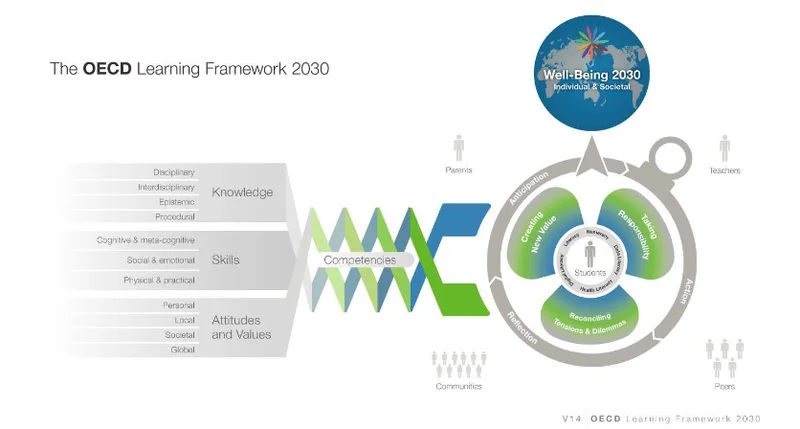 The OECD Learning Framework 2030
Well-Being 2030
Individual & Societal
Parents
Teachers
Disciplinary
Interdisciplinary
Epistemic
Procedural
Knowledge
Cognitive & meta-cognitive
Social & emotional
Physical & practical
Skills
Personal
Local
Societal
Global
Attitudes
and Values
Competencies
Anticipation
Action
Reflection
Creating
New Value
Taking
Responsibility
Reconciling
Tensions & Dilemmas
Literacy
Numeracy
Data Literacy
Health Literacy
Digital Literacy
Students
Communities
Peers
V14 | OECD Learning Framework 2030